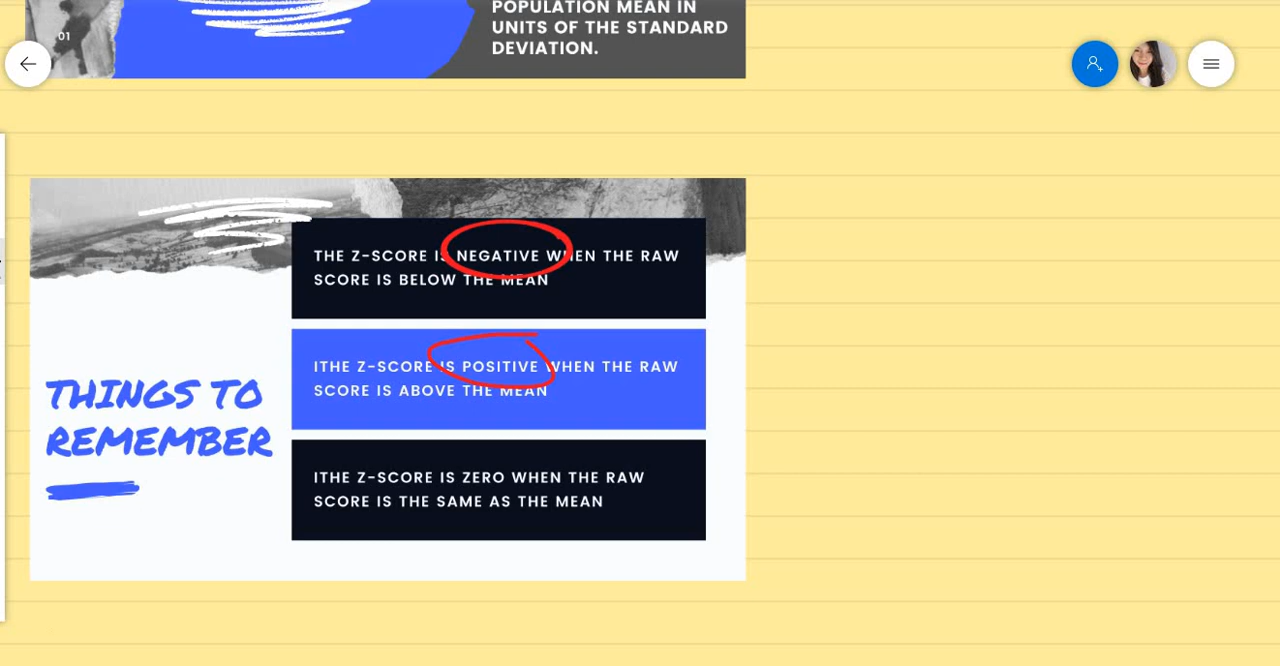 POPULATION MEAN IN
UNITS OF THE STANDARD
DEVIATION.
01
THE Z-SCORE IS NEGATIVE WHEN THE RAW
SCORE IS BELOW THE MEAN
ITHE Z-SCORE IS POSITIVE WHEN THE RAW
SCORE IS ABOVE THE MEAN
THINGS TO
REMEMBER
ITHE Z-SCORE IS ZERO WHEN THE RAW
SCORE IS THE SAME AS THE MEAN